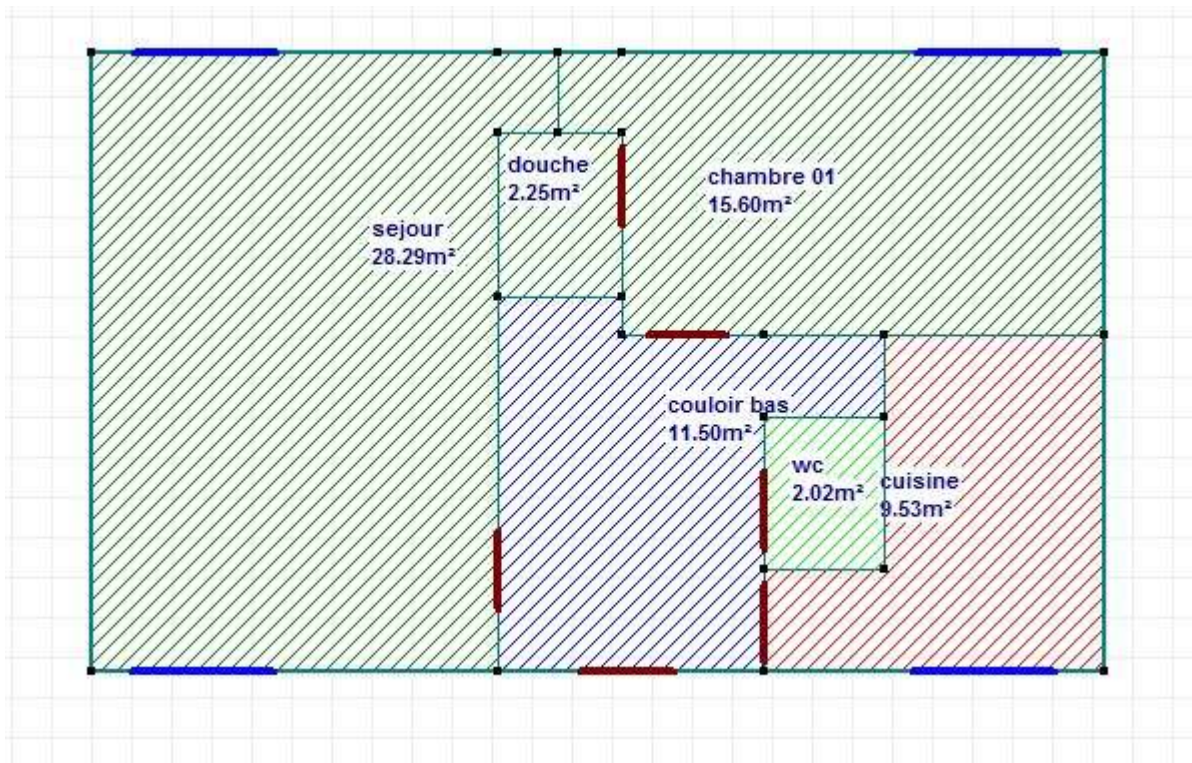 douche
2.25m²
chambre 01
15.60m²
sejour
28.29m²
couloir bas
11.50m²
wc
2.02m²
cuisine
9.53m²